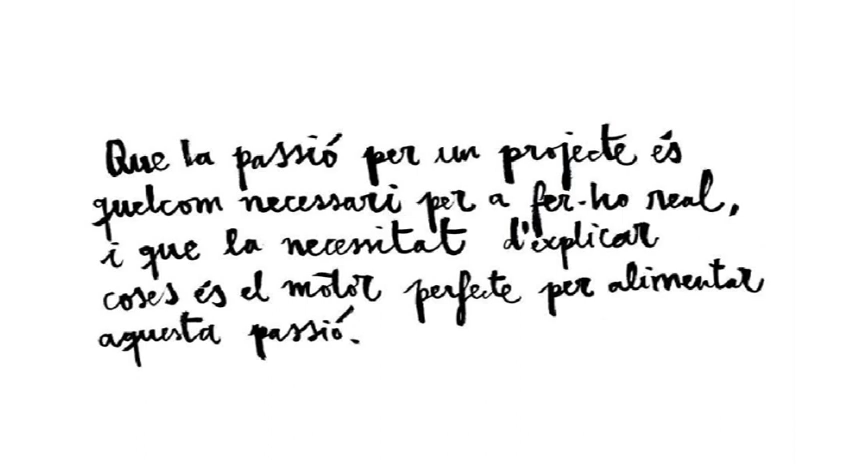 Que la passió per un projecte és
quelcom necessari per a fer-ho real,
i que la necessitat d'explicar
coses és el motor perfecte per alimentar
aquesta passió.